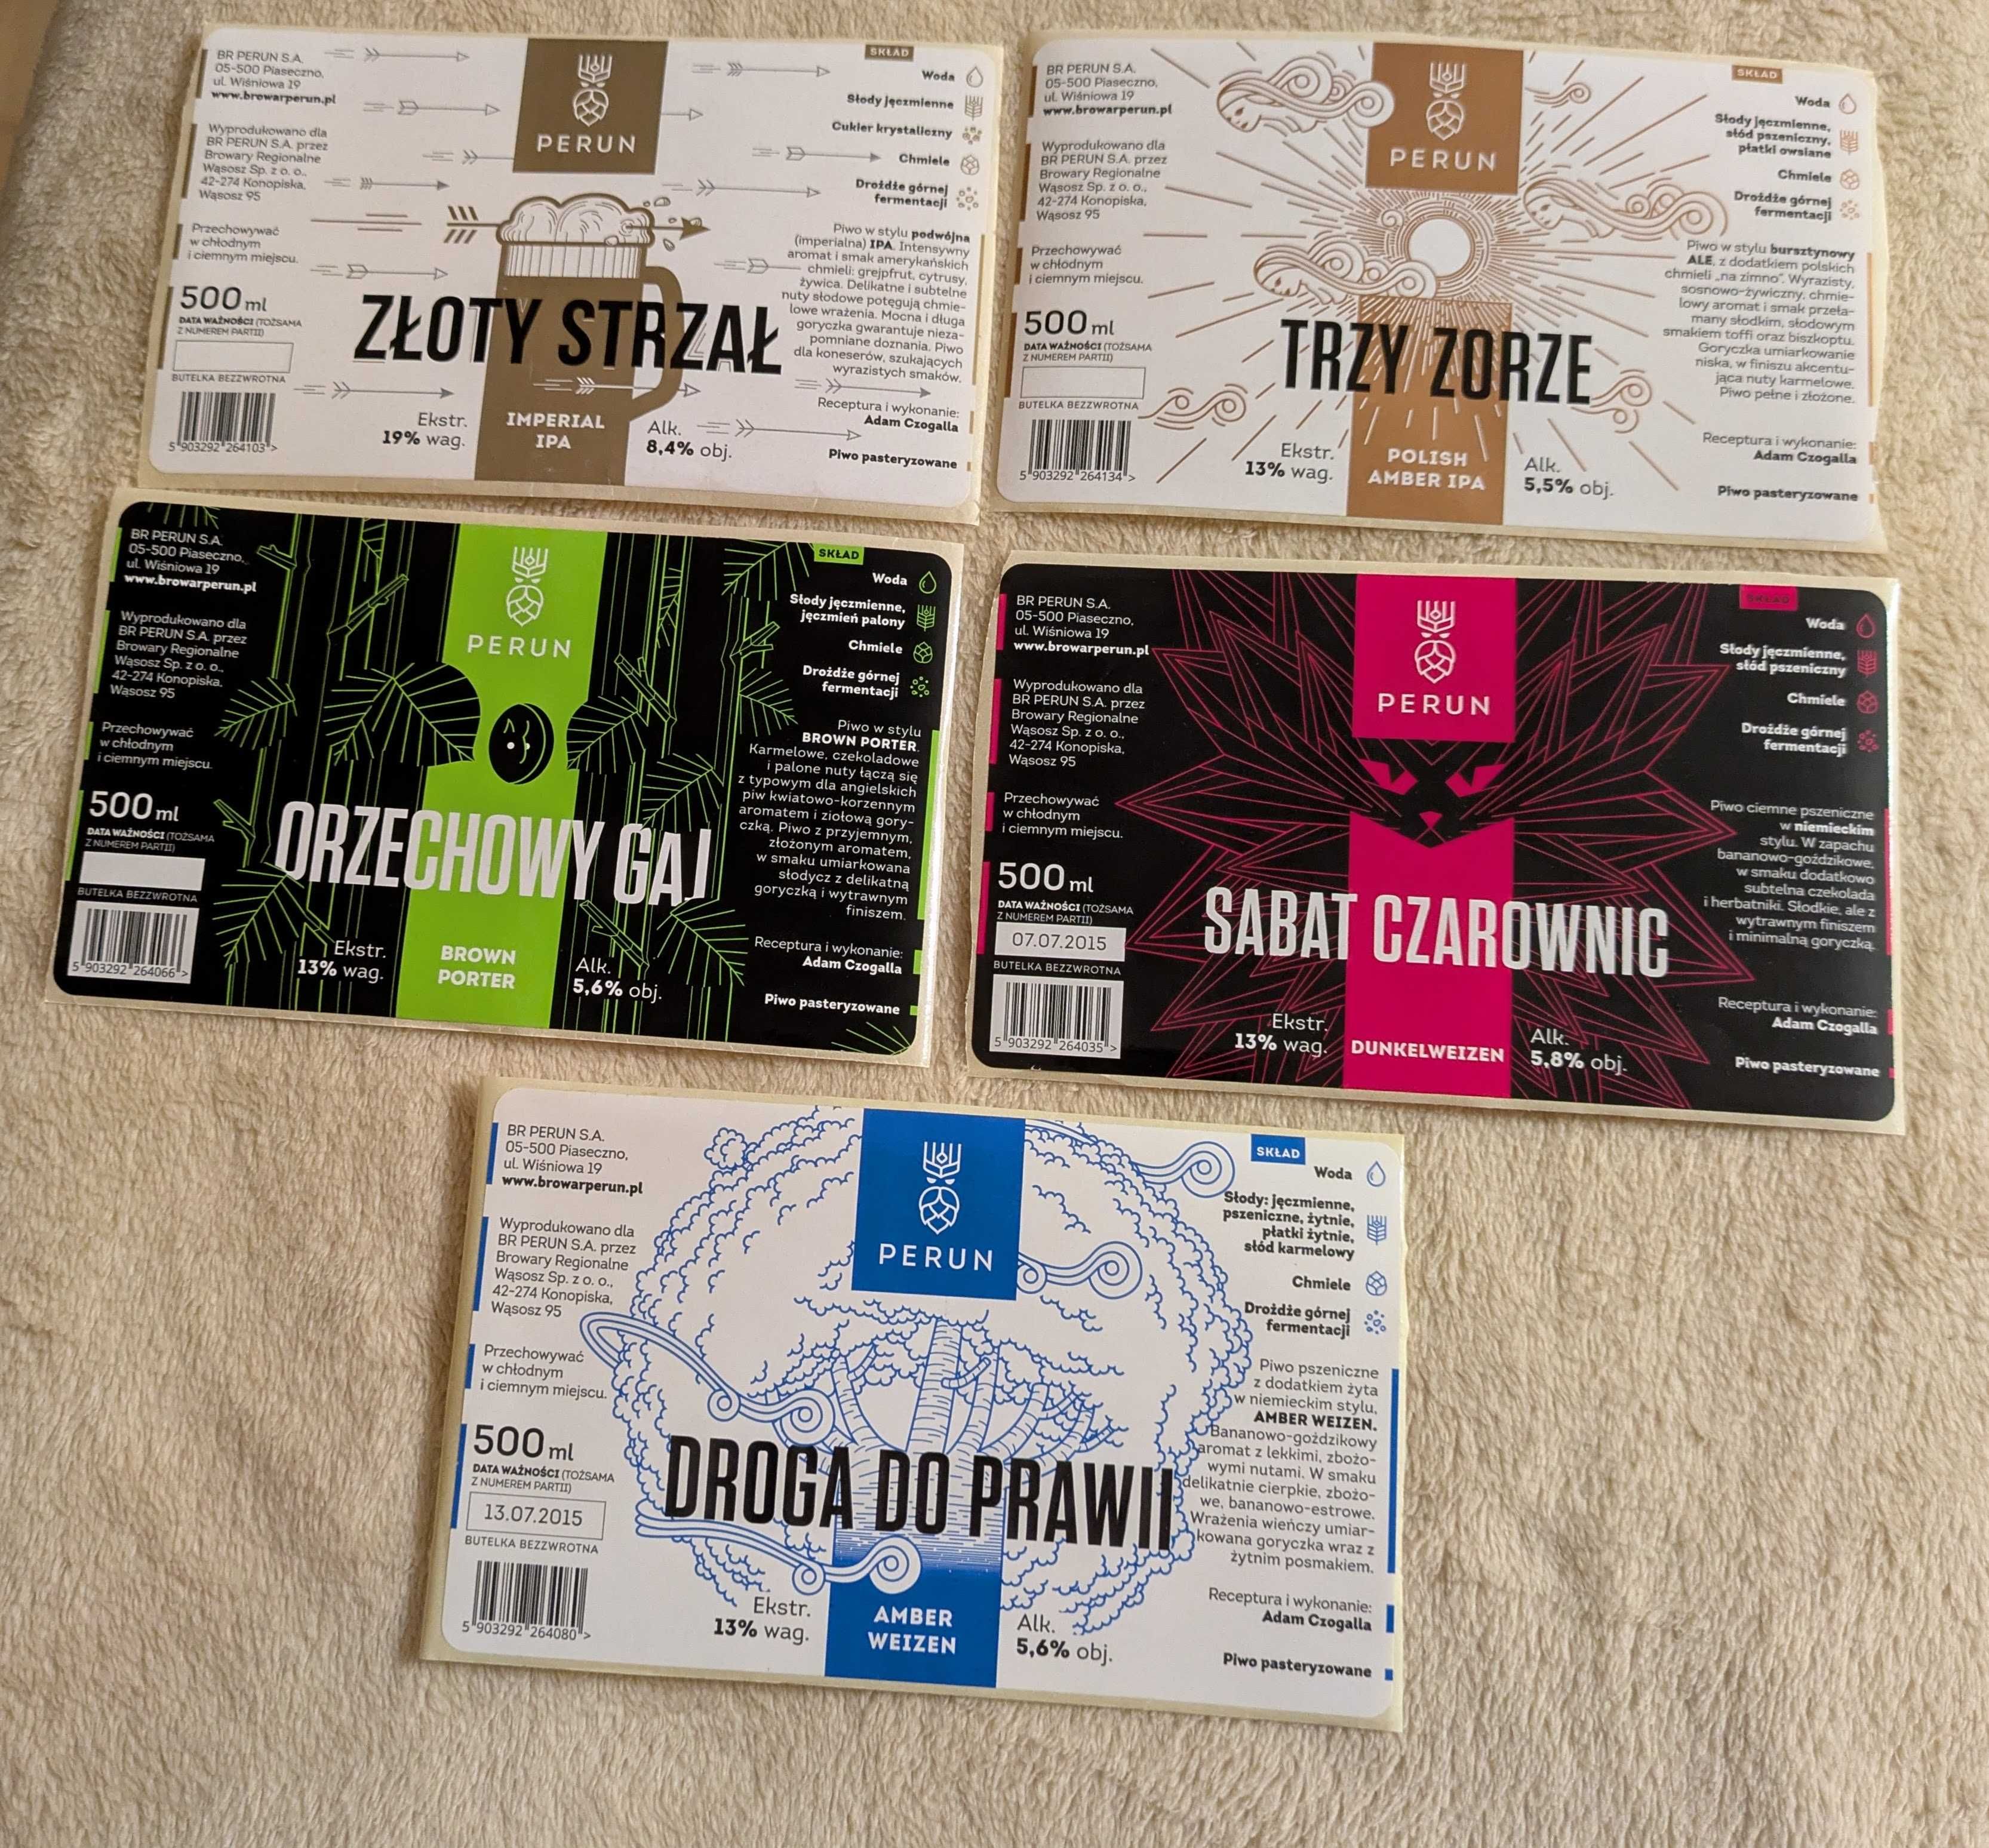 BR PERUN S.A.
05-500 Piaseczno,
ul. Wiśniowa 19
www.browarperun.pl
Wyprodukowano dla
BR PERUN S.A. przez
Browary Regionalne
Wąsosz Sp. z o. o.,
42-274 Konopiska,
Wąsosz 95
Przechowywać
w chłodnym
i ciemnym miejscu.
500 ml
DATA WAŻNOŚCI (TOŻSAMA
Z NUMEREM PARTII)
BUTELKA BEZZWROTNA
5 903292 264103 >
PERUN
ZŁOTY STRZAŁ
Ekstr.
19% wag.
IMPERIAL
IPA
Alk.
8,4% obj.
SKŁAD
Woda
Słody jęczmienne
Cukier krystaliczny
Chmiele
Drożdże górnej
fermentacji
Piwo w stylu podwójna
(imperialna) IPA. Intensywny
aromat i smak amerykańskich
chmieli: grejpfrut, cytrusy,
żywica. Delikatne i subtelne
nuty słodowe potęgują chmie-
lowe wrażenia. Mocna i długa
goryczka gwarantuje nieza-
pomniane doznania. Piwo
dla koneserów, szukających
wyrazistych smaków.
Receptura i wykonanie:
Adam Czogalla
Piwo pasteryzowane
BR PERUN S.A.
05-500 Piaseczno,
ul. Wiśniowa 19
www.browarperun.pl
Wyprodukowano dla
BR PERUN S.A. przez
Browary Regionalne
Wąsosz Sp. z o. o.,
42-274 Konopiska,
Wąsosz 95
Przechowywać
w chłodnym
i ciemnym miejscu.
500 ml
DATA WAŻNOŚCI (TOŻSAMA
Z NUMEREM PARTII)
BUTELKA BEZZWROTNA
5 903292 264134 >
PERUN
TRZY ZORZE
Ekstr.
13% wag.
POLISH
AMBER IPA
Alk.
5,5% obj.
SKŁAD
Woda
Słody jęczmienne,
słód pszeniczny,
płatki owsiane
Chmiele
Drożdże górnej
fermentacji
Piwo w stylu bursztynowy
ALE, z dodatkiem polskich
chmieli „na zimno". Wyrazisty,
sosnowo-żywiczny, chmie-
lowy aromat i smak przeła-
many słodkim, słodowym
smakiem toffi oraz biszkoptu.
Goryczka umiarkowanie
niska, w finiszu akcentu-
jąca nuty karmelowe.
Piwo pełne i złożone.
Receptura i wykonanie:
Adam Czogalla
Piwo pasteryzowane
BR PERUN S.A.
05-500 Piaseczno,
ul. Wiśniowa 19
www.browarperun.pl
Wyprodukowano dla
BR PERUN S.A. przez
Browary Regionalne
Wąsosz Sp. z o. o.,
42-274 Konopiska,
Wąsosz 95
Przechowywać
w chłodnym
i ciemnym miejscu.
500 ml
DATA WAŻNOŚCI (TOŻSAMA
Z NUMEREM PARTII)
BUTELKA BEZZWROTNA
5 903292 264066 >
PERUN
ORZECHOWY GAJ
Ekstr.
13% wag.
BROWN
PORTER
Alk.
5,6% obj.
SKŁAD
Woda
Słody jęczmienne,
jęczmień palony
Chmiele
Drożdże górnej
fermentacji
Piwo w stylu
BROWN PORTER.
Karmelowe, czekoladowe
i palone nuty łączą się
z typowym dla angielskich
piw kwiatowo-korzennym
aromatem i ziołową gory-
czką. Piwo z przyjemnym,
złożonym aromatem,
w smaku umiarkowana
słodycz z delikatną
goryczką i wytrawnym
finiszem.
Receptura i wykonanie:
Adam Czogalla
Piwo pasteryzowane
BR PERUN S.A.
05-500 Piaseczno,
ul. Wiśniowa 19
www.browarperun.pl
Wyprodukowano dla
BR PERUN S.A. przez
Browary Regionalne
Wąsosz Sp. z o. o.,
42-274 Konopiska,
Wąsosz 95
Przechowywać
w chłodnym
i ciemnym miejscu.
500 ml
DATA WAŻNOŚCI (TOŻSAMA
Z NUMEREM PARTII)
07.07.2015
BUTELKA BEZZWROTNA
5 903292 264035 >
PERUN
SABAT CZAROWNIC
Ekstr.
13% wag.
DUNKELWEIZEN
Alk.
5,8% obj.
SKŁAD
Woda
Słody jęczmienne,
słód pszeniczny
Chmiele
Drożdże górnej
fermentacji
Piwo ciemne pszeniczne
w niemieckim
stylu. W zapachu
bananowo-goździkowe,
w smaku dodatkowo
subtelna czekolada
i herbatniki. Słodkie, ale z
wytrawnym finiszem
i minimalną goryczką.
Receptura i wykonanie:
Adam Czogalla
Piwo pasteryzowane
BR PERUN S.A.
05-500 Piaseczno,
ul. Wiśniowa 19
www.browarperun.pl
Wyprodukowano dla
BR PERUN S.A. przez
Browary Regionalne
Wąsosz Sp. z o. o.,
42-274 Konopiska,
Wąsosz 95
Przechowywać
w chłodnym
i ciemnym miejscu.
500 ml
DATA WAŻNOŚCI (TOŻSAMA
Z NUMEREM PARTII)
13.07.2015
BUTELKA BEZZWROTNA
5 903292 264080 >
PERUN
DROGA DO PRAWII
Ekstr.
13% wag.
AMBER
WEIZEN
Alk.
5,6% obj.
SKŁAD
Woda
Słody: jęczmienne,
pszeniczne, żytnie,
płatki żytnie,
słód karmelowy
Chmiele
Drożdże górnej
fermentacji
Piwo pszeniczne
z dodatkiem żyta
w niemieckim stylu,
AMBER WEIZEN.
Bananowo-goździkowy
aromat z lekkimi, zbożo-
wymi nutami. W smaku
delikatnie cierpkie, zbożo-
we, bananowo-estrowe.
Wrażenia wieńczy umiar-
kowana goryczka wraz z
żytnim posmakiem.
Receptura i wykonanie:
Adam Czogalla
Piwo pasteryzowane